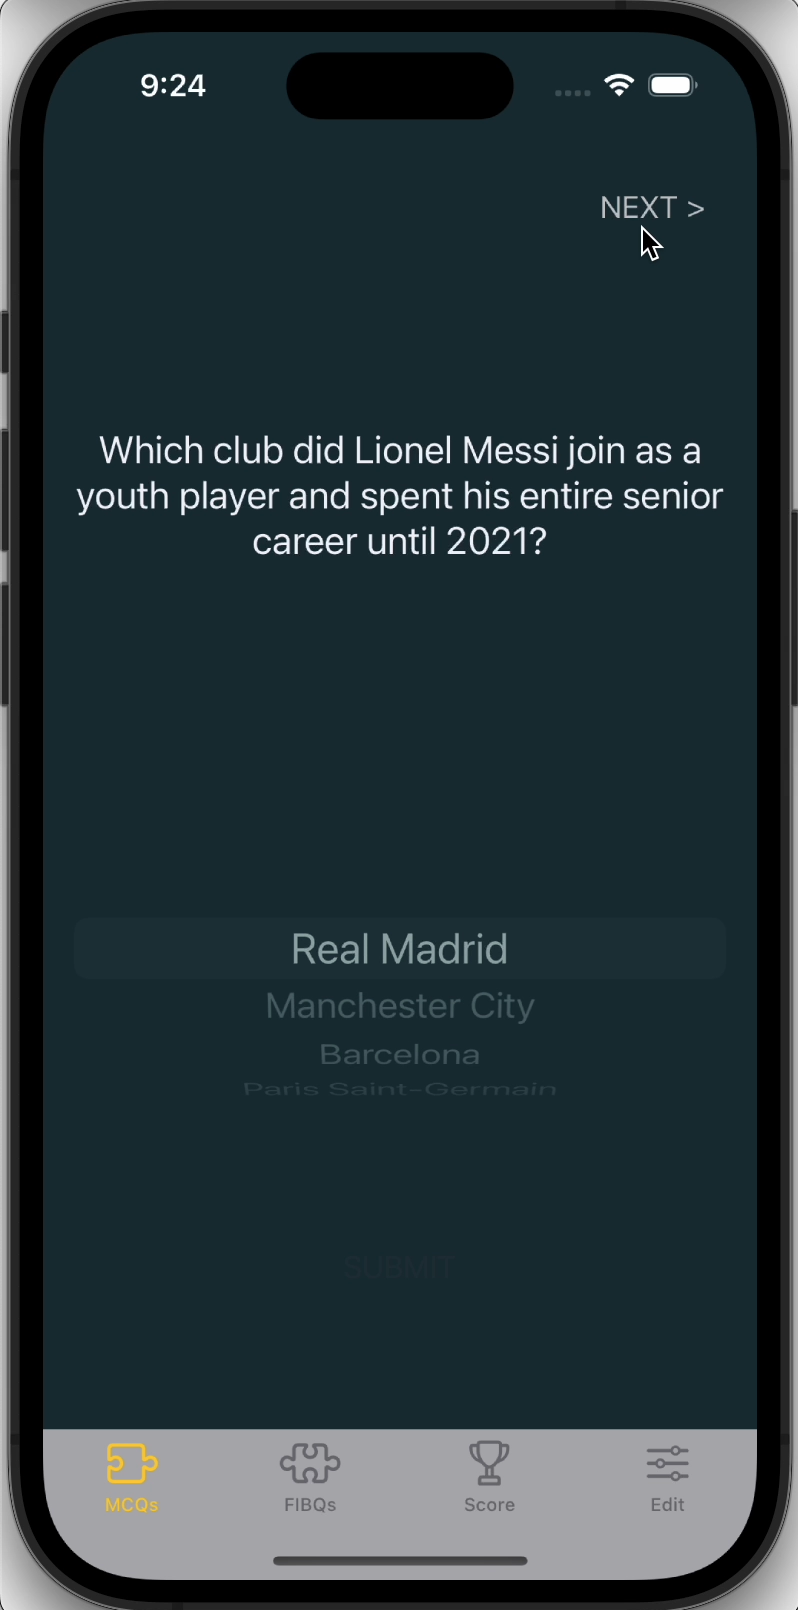 9:24
NEXT >
Which club did Lionel Messi join as a
youth player and spent his entire senior
career until 2021?
Real Madrid
Manchester City
Barcelona
Paris Saint-Germain
SUBMIT
MCQs
FIBQs
Score
Edit